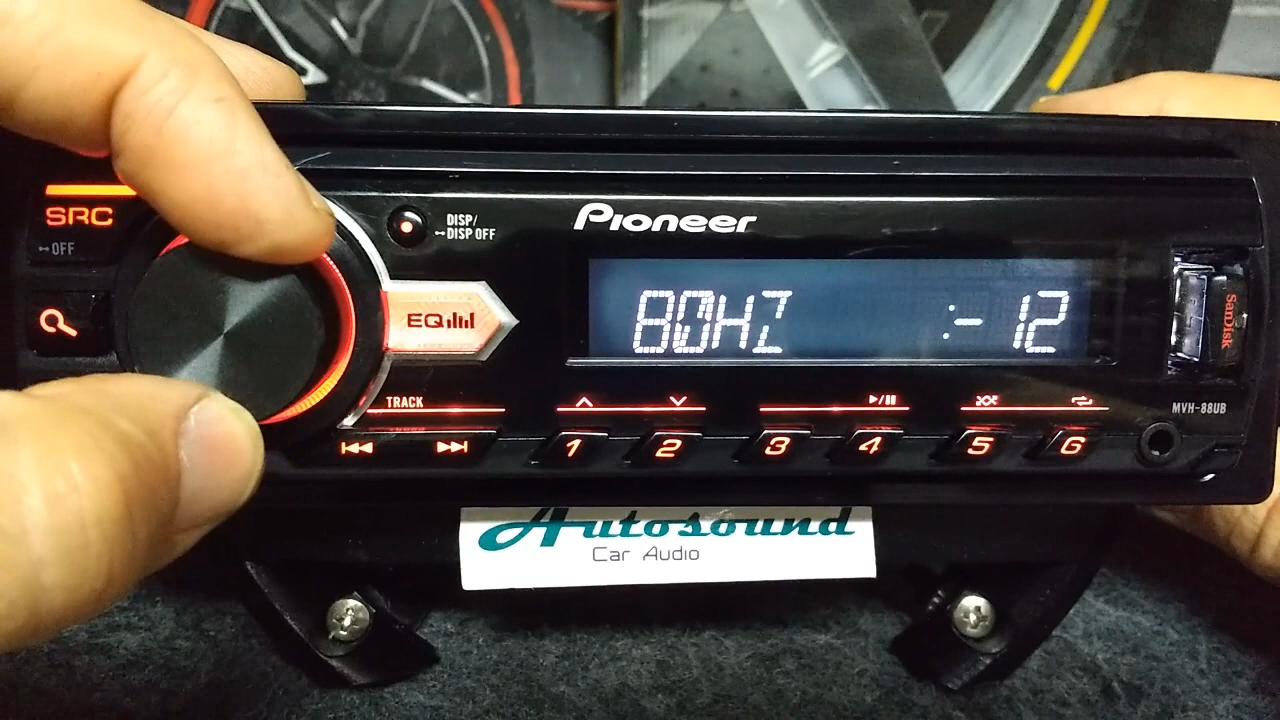 SRC
OFF
DISP/
DISP OFF
Pioneer
EQ
80HZ :-12
SanDisk
TRACK
MVH-88UB
1 2 3 4 5 6
Autosound
Car Audio